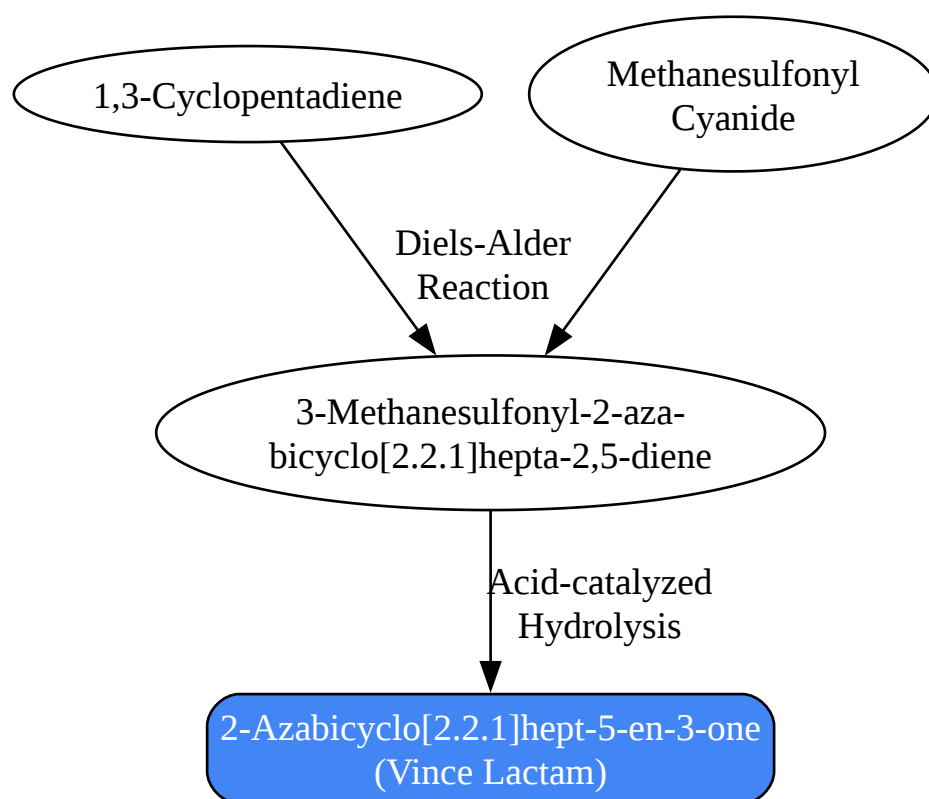 1,3-Cyclopentadiene
Methanesulfonyl
Cyanide
Diels-Alder
Reaction
3-Methanesulfonyl-2-aza-
bicyclo[2.2.1]hepta-2,5-diene
Acid-catalyzed
Hydrolysis
2-Azabicyclo[2.2.1]hept-5-en-3-one
(Vince Lactam)